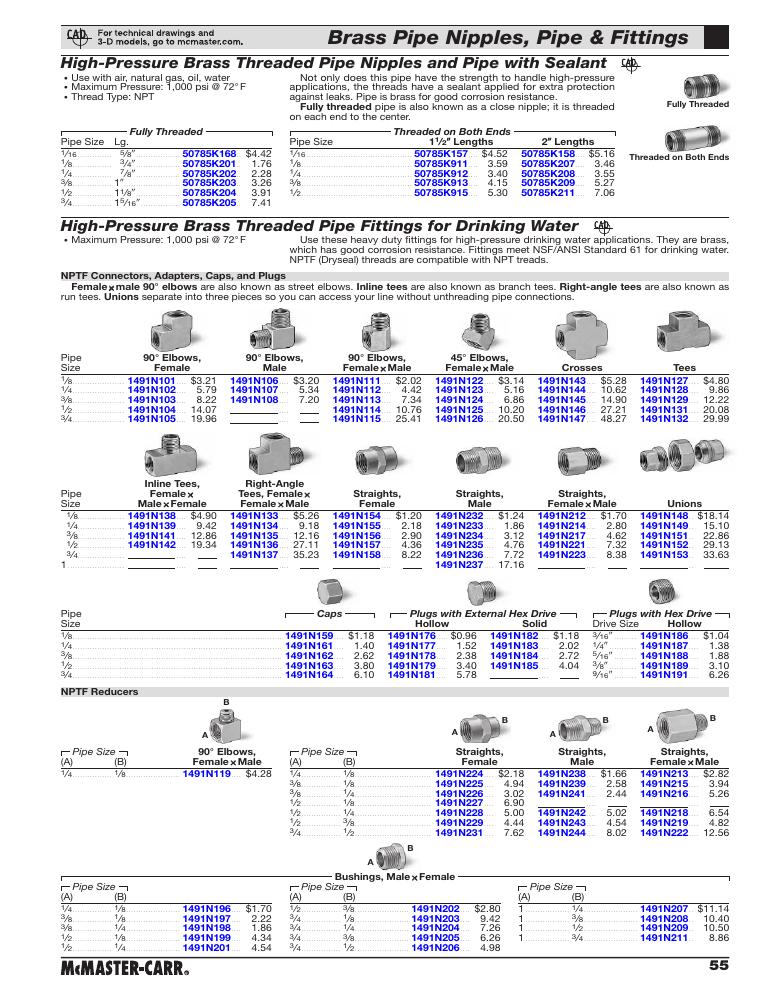 CAD For technical drawings and
3-D models, go to mcmaster.com.
Brass Pipe Nipples, Pipe & Fittings
High-Pressure Brass Threaded Pipe Nipples and Pipe with Sealant CAD
• Use with air, natural gas, oil, water
• Maximum Pressure: 1,000 psi @ 72° F
• Thread Type: NPT
Not only does this pipe have the strength to handle high-pressure
applications, the threads have a sealant applied for extra protection
against leaks. Pipe is brass for good corrosion resistance.
Fully threaded pipe is also known as a close nipple; it is threaded
on each end to the center.
Fully Threaded
Threaded on Both Ends
Fully Threaded
Pipe Size Lg.
1/16 5/8" 50785K168 $4.42
1/8 3/4" 50785K201 1.76
1/4 7/8" 50785K202 2.28
3/8 1" 50785K203 3.26
1/2 1 1/8" 50785K204 3.91
3/4 1 5/16" 50785K205 7.41
Threaded on Both Ends
Pipe Size 1 1/2" Lengths 2" Lengths
1/16 50785K157 $4.52 50785K158 $5.16
1/8 50785K911 3.59 50785K207 3.46
1/4 50785K912 3.40 50785K208 3.55
3/8 50785K913 4.15 50785K209 5.27
1/2 50785K915 5.30 50785K211 7.06
High-Pressure Brass Threaded Pipe Fittings for Drinking Water CAD
• Maximum Pressure: 1,000 psi @ 72° F
Use these heavy duty fittings for high-pressure drinking water applications. They are brass,
which has good corrosion resistance. Fittings meet NSF/ANSI Standard 61 for drinking water.
NPTF (Dryseal) threads are compatible with NPT treads.
NPTF Connectors, Adapters, Caps, and Plugs
Female x male 90° elbows are also known as street elbows. Inline tees are also known as branch tees. Right-angle tees are also known as
run tees. Unions separate into three pieces so you can access your line without unthreading pipe connections.
Pipe 90° Elbows, 90° Elbows, 90° Elbows, 45° Elbows,
Size Female Male Female x Male Female x Male Crosses Tees
1/8 1491N101 $3.21 1491N106 $3.20 1491N111 $2.02 1491N122 $3.14 1491N143 $5.28 1491N127 $4.80
1/4 1491N102 5.79 1491N107 5.34 1491N112 4.42 1491N123 5.16 1491N144 10.62 1491N128 9.86
3/8 1491N103 8.22 1491N108 7.20 1491N113 7.34 1491N124 6.86 1491N145 14.90 1491N129 12.22
1/2 1491N104 14.07 1491N114 10.76 1491N125 10.20 1491N146 27.21 1491N131 20.08
3/4 1491N105 19.96 1491N115 25.41 1491N126 20.50 1491N147 48.27 1491N132 29.99
Inline Tees, Right-Angle
Pipe Female x Tees, Female x Straights, Straights, Straights,
Size Male x Female Female x Male Female Male Female x Male Unions
1/8 1491N138 $4.90 1491N133 $5.26 1491N154 $1.20 1491N232 $1.24 1491N212 $1.70 1491N148 $18.14
1/4 1491N139 9.42 1491N134 9.18 1491N155 2.18 1491N233 1.86 1491N214 2.80 1491N149 15.10
3/8 1491N141 12.86 1491N135 12.16 1491N156 2.90 1491N234 3.12 1491N217 4.62 1491N151 22.86
1/2 1491N142 19.34 1491N136 27.11 1491N157 4.36 1491N235 4.76 1491N221 7.32 1491N152 29.13
3/4 1491N137 35.23 1491N158 8.22 1491N236 7.72 1491N223 8.38 1491N153 33.63
1 1491N237 17.16
Pipe Caps Plugs with External Hex Drive Plugs with Hex Drive
Size Hollow Solid Drive Size Hollow
1/8 1491N159 $1.18 1491N176 $0.96 1491N182 $1.18 3/16" 1491N186 $1.04
1/4 1491N161 1.40 1491N177 1.52 1491N183 2.02 1/4" 1491N187 1.38
3/8 1491N162 2.62 1491N178 2.38 1491N184 2.72 5/16" 1491N188 1.88
1/2 1491N163 3.80 1491N179 3.40 1491N185 4.04 3/8" 1491N189 3.10
3/4 1491N164 6.10 1491N181 5.78 9/16" 1491N191 6.26
NPTF Reducers
B
A
A B
A B
A B
Pipe Size 90° Elbows,
(A) (B) Female x Male
1/4 1/8 1491N119 $4.28
Pipe Size Straights, Straights, Straights,
(A) (B) Female Male Female x Male
1/4 1/8 1491N224 $2.18 1491N238 $1.66 1491N213 $2.82
3/8 1/8 1491N225 4.94 1491N239 2.58 1491N215 3.94
3/8 1/4 1491N226 3.02 1491N241 2.44 1491N216 5.26
1/2 1/8 1491N227 6.90
1/2 1/4 1491N228 5.00 1491N242 5.02 1491N218 6.54
1/2 3/8 1491N229 4.44 1491N243 4.54 1491N219 4.82
3/4 1/2 1491N231 7.62 1491N244 8.02 1491N222 12.56
A B
Bushings, Male x Female
Pipe Size Pipe Size Pipe Size
(A) (B) (A) (B) (A) (B)
1/4 1/8 1491N196 $1.70 1/2 3/8 1491N202 $2.80 1 1/4 1491N207 $11.14
3/8 1/8 1491N197 2.22 3/4 1/8 1491N203 9.42 1 3/8 1491N208 10.40
3/8 1/4 1491N198 1.86 3/4 1/4 1491N204 7.26 1 1/2 1491N209 10.50
1/2 1/8 1491N199 4.34 3/4 3/8 1491N205 6.26 1 3/4 1491N211 8.86
1/2 1/4 1491N201 4.54 3/4 1/2 1491N206 4.98
McMASTER-CARR®
55